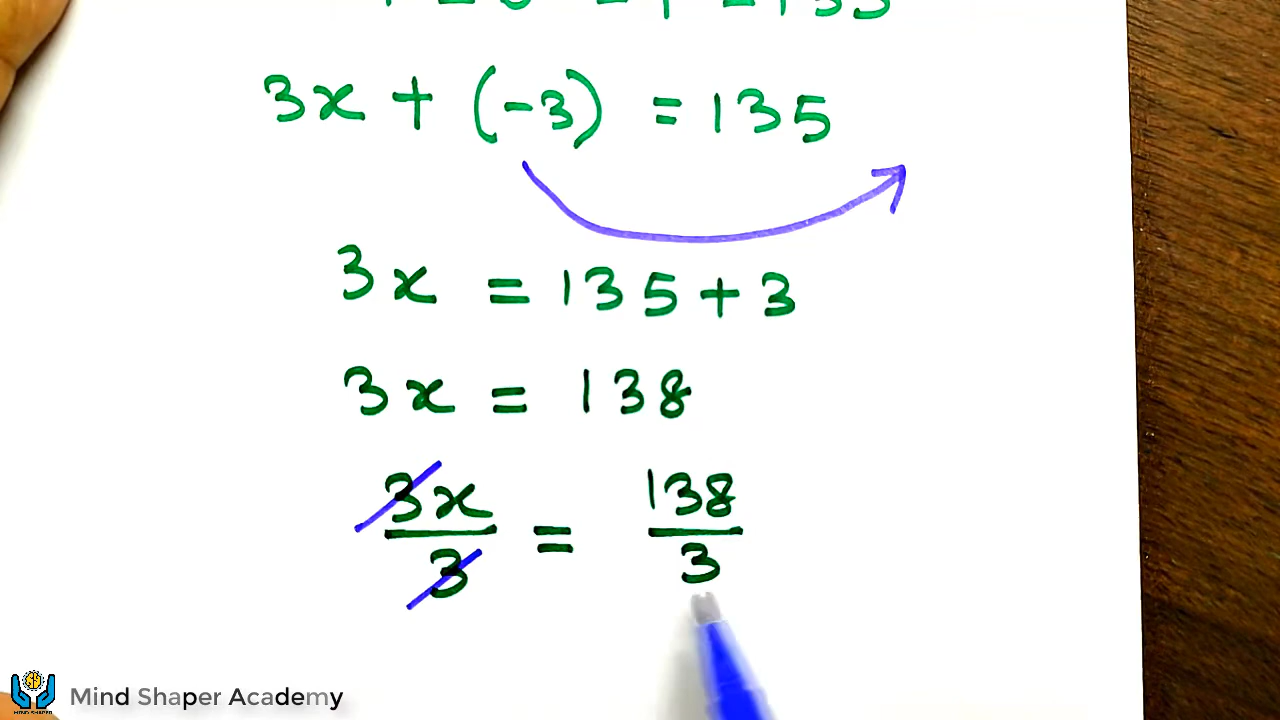 3x + (-3) = 135
3x = 135 + 3
3x = 138
3x/3 = 138/3
Mind Shaper Academy